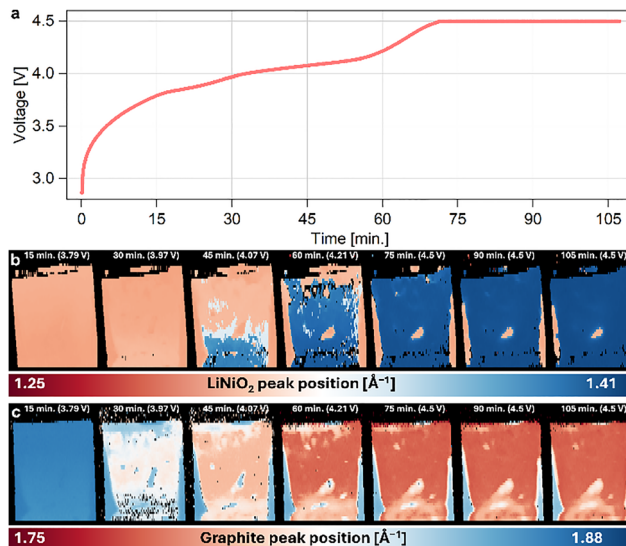 a
Voltage [V]
4.5
4.0
3.5
3.0
0 15 30 45 60 75 90 105
Time [min.]
b
15 min. (3.79 V) 30 min. (3.97 V) 45 min. (4.07 V) 60 min. (4.21 V) 75 min. (4.5 V) 90 min. (4.5 V) 105 min. (4.5 V)
1.25 LiNiO₂ peak position [Å⁻¹] 1.41
c
15 min. (3.79 V) 30 min. (3.97 V) 45 min. (4.07 V) 60 min. (4.21 V) 75 min. (4.5 V) 90 min. (4.5 V) 105 min. (4.5 V)
1.75 Graphite peak position [Å⁻¹] 1.88